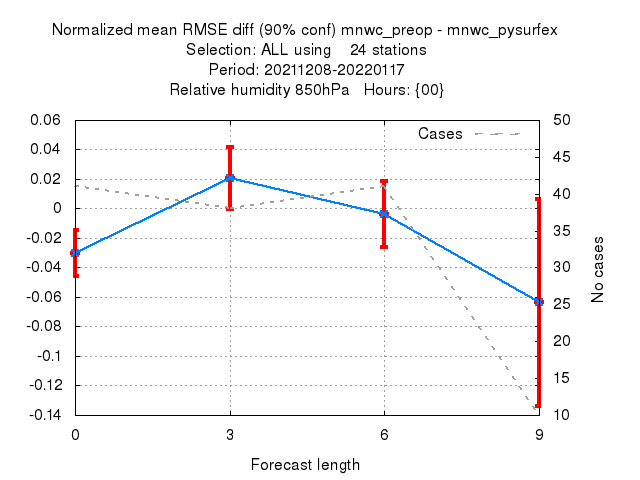 Normalized mean RMSE diff (90% conf) mnwc_preop - mnwc_pysurfex
Selection: ALL using 24 stations
Period: 20211208-20220117
Relative humidity 850hPa Hours: {00}
Cases
0.06
0.04
0.02
0
-0.02
-0.04
-0.06
-0.08
-0.1
-0.12
-0.14
50
45
40
35
30
25
20
15
10
No cases
0 3 6 9
Forecast length